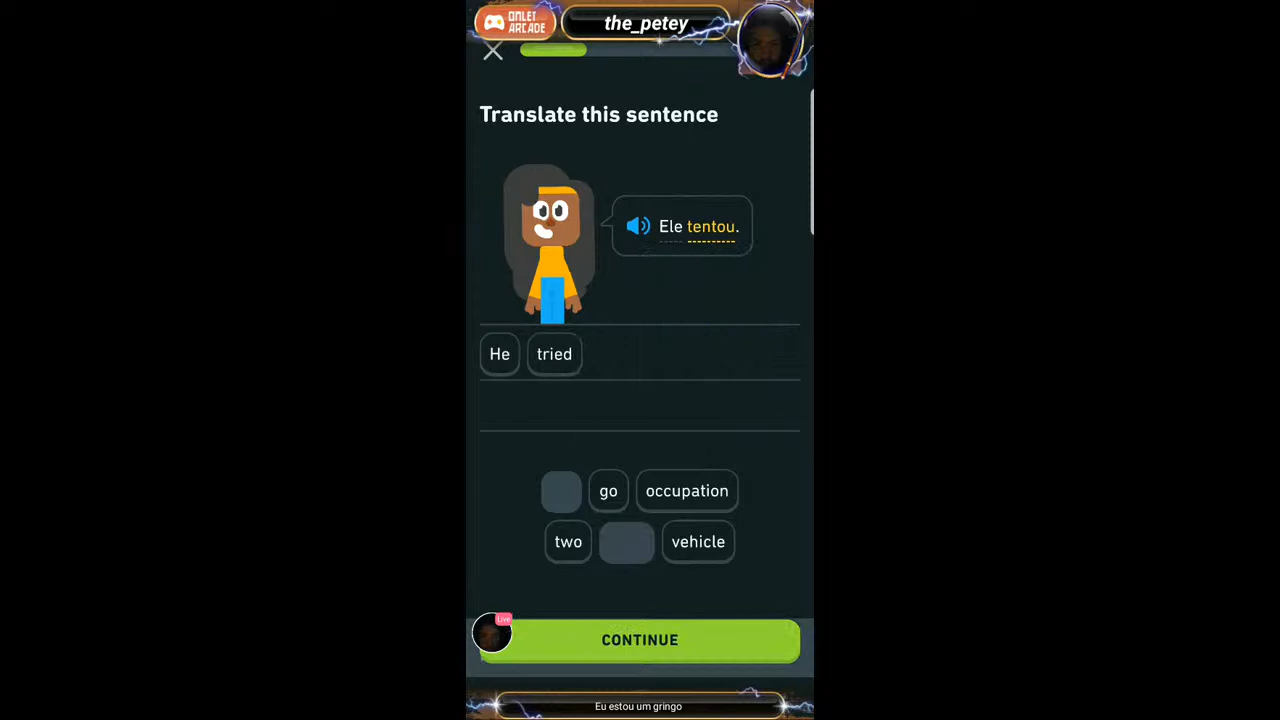 OMLET
ARCADE
the_petey
Translate this sentence
Ele tentou.
He tried
go occupation
two vehicle
Live
CONTINUE
Eu estou um gringo